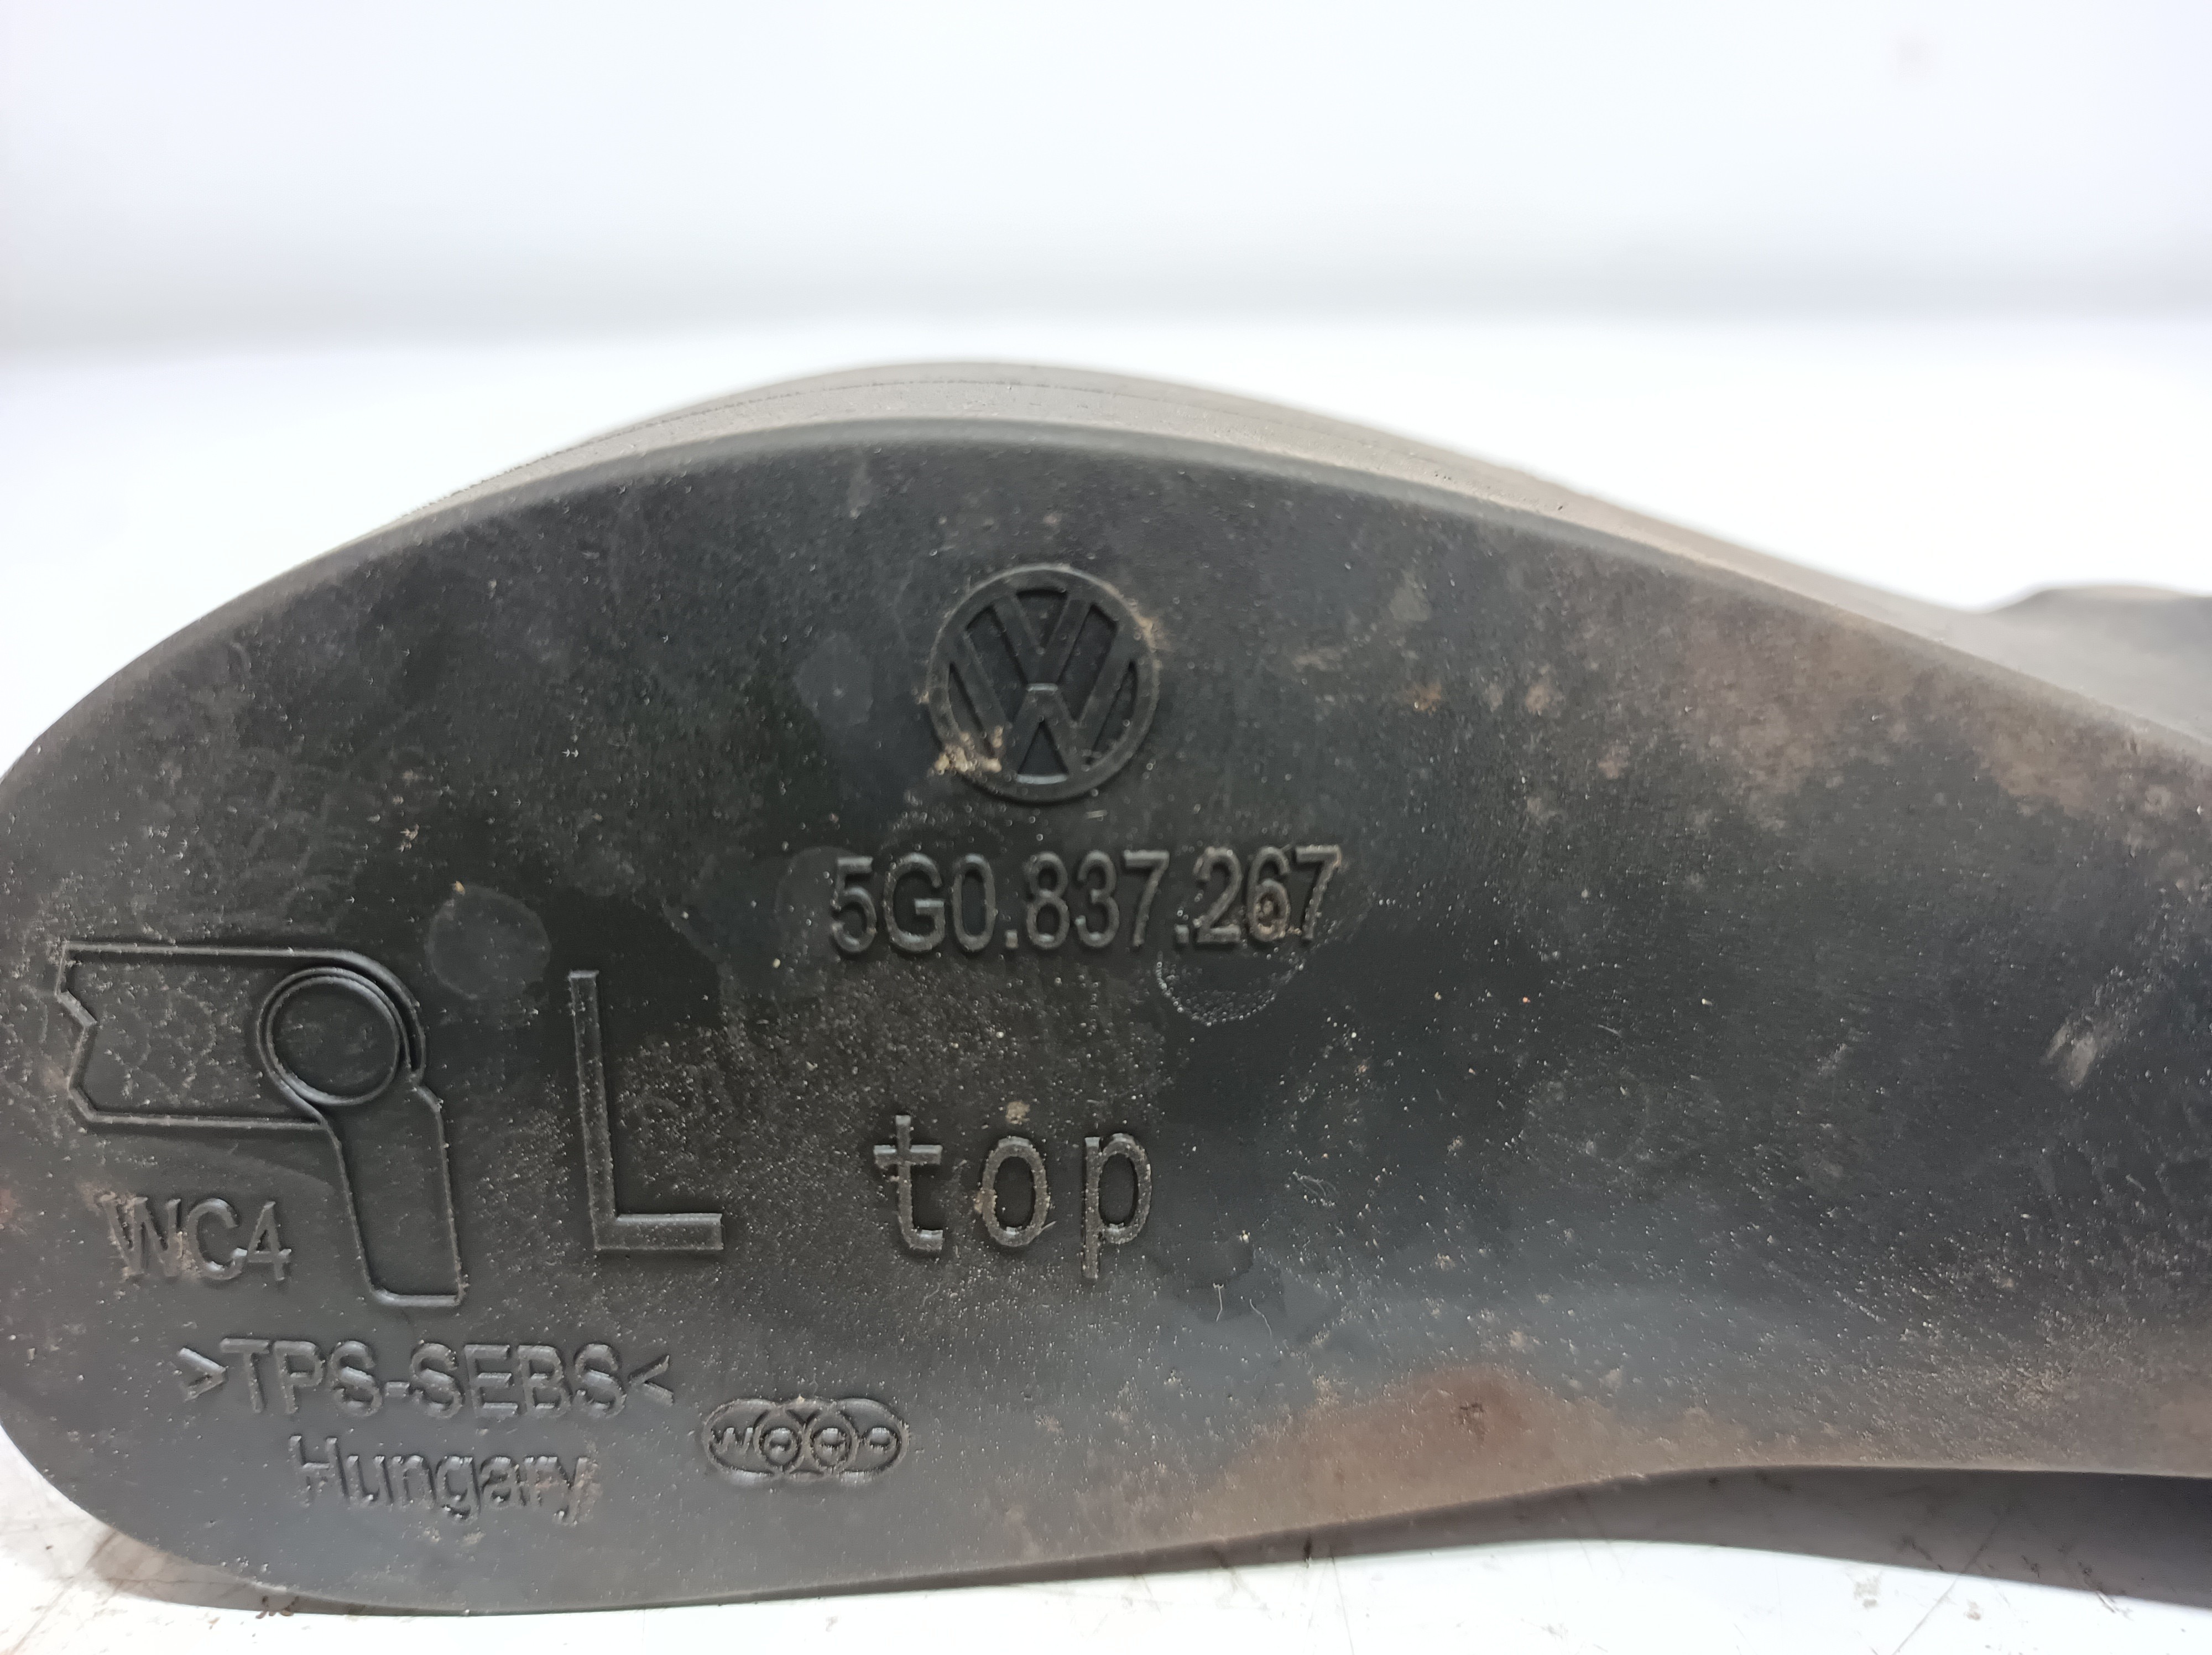 5G0.837.267
L top
WC4
>TPS-SEBS<
Hungary